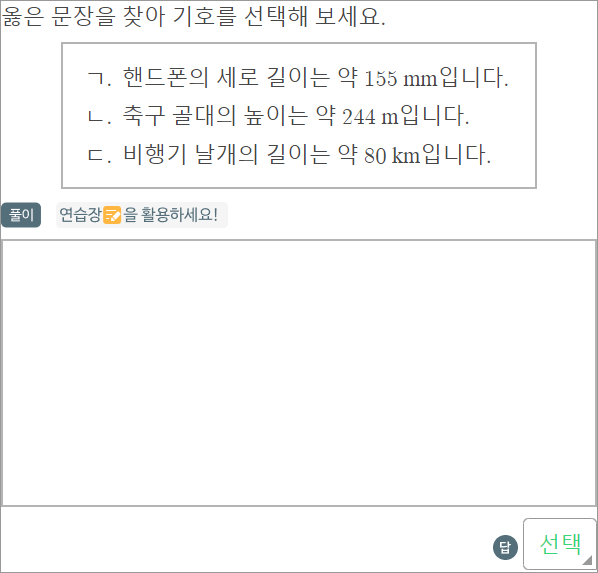 옳은 문장을 찾아 기호를 선택해 보세요.
ㄱ. 핸드폰의 세로 길이는 약 155 mm입니다.
ㄴ. 축구 골대의 높이는 약 244 m입니다.
ㄷ. 비행기 날개의 길이는 약 80 km입니다.
풀이 연습장을 활용하세요!
답 선택